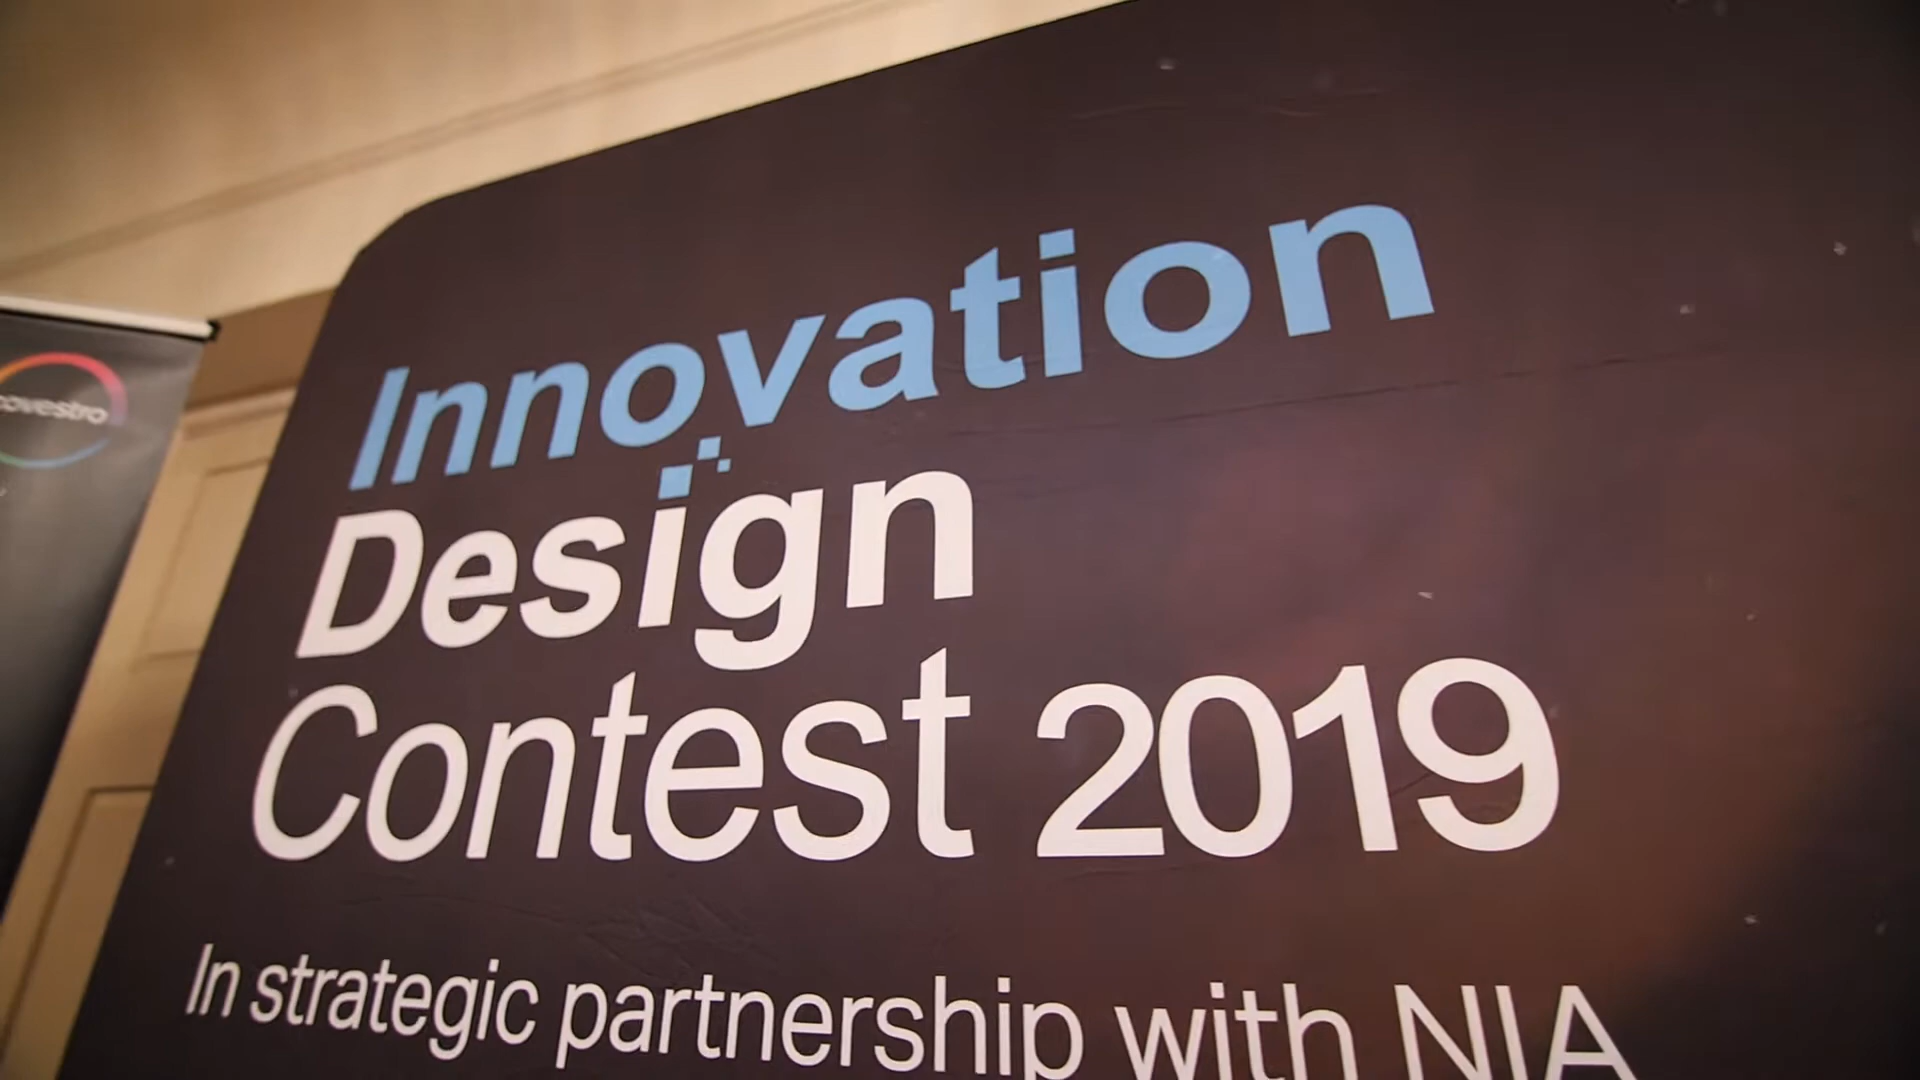 covestro
Innovation
Design
Contest 2019
In strategic partnership with NIA